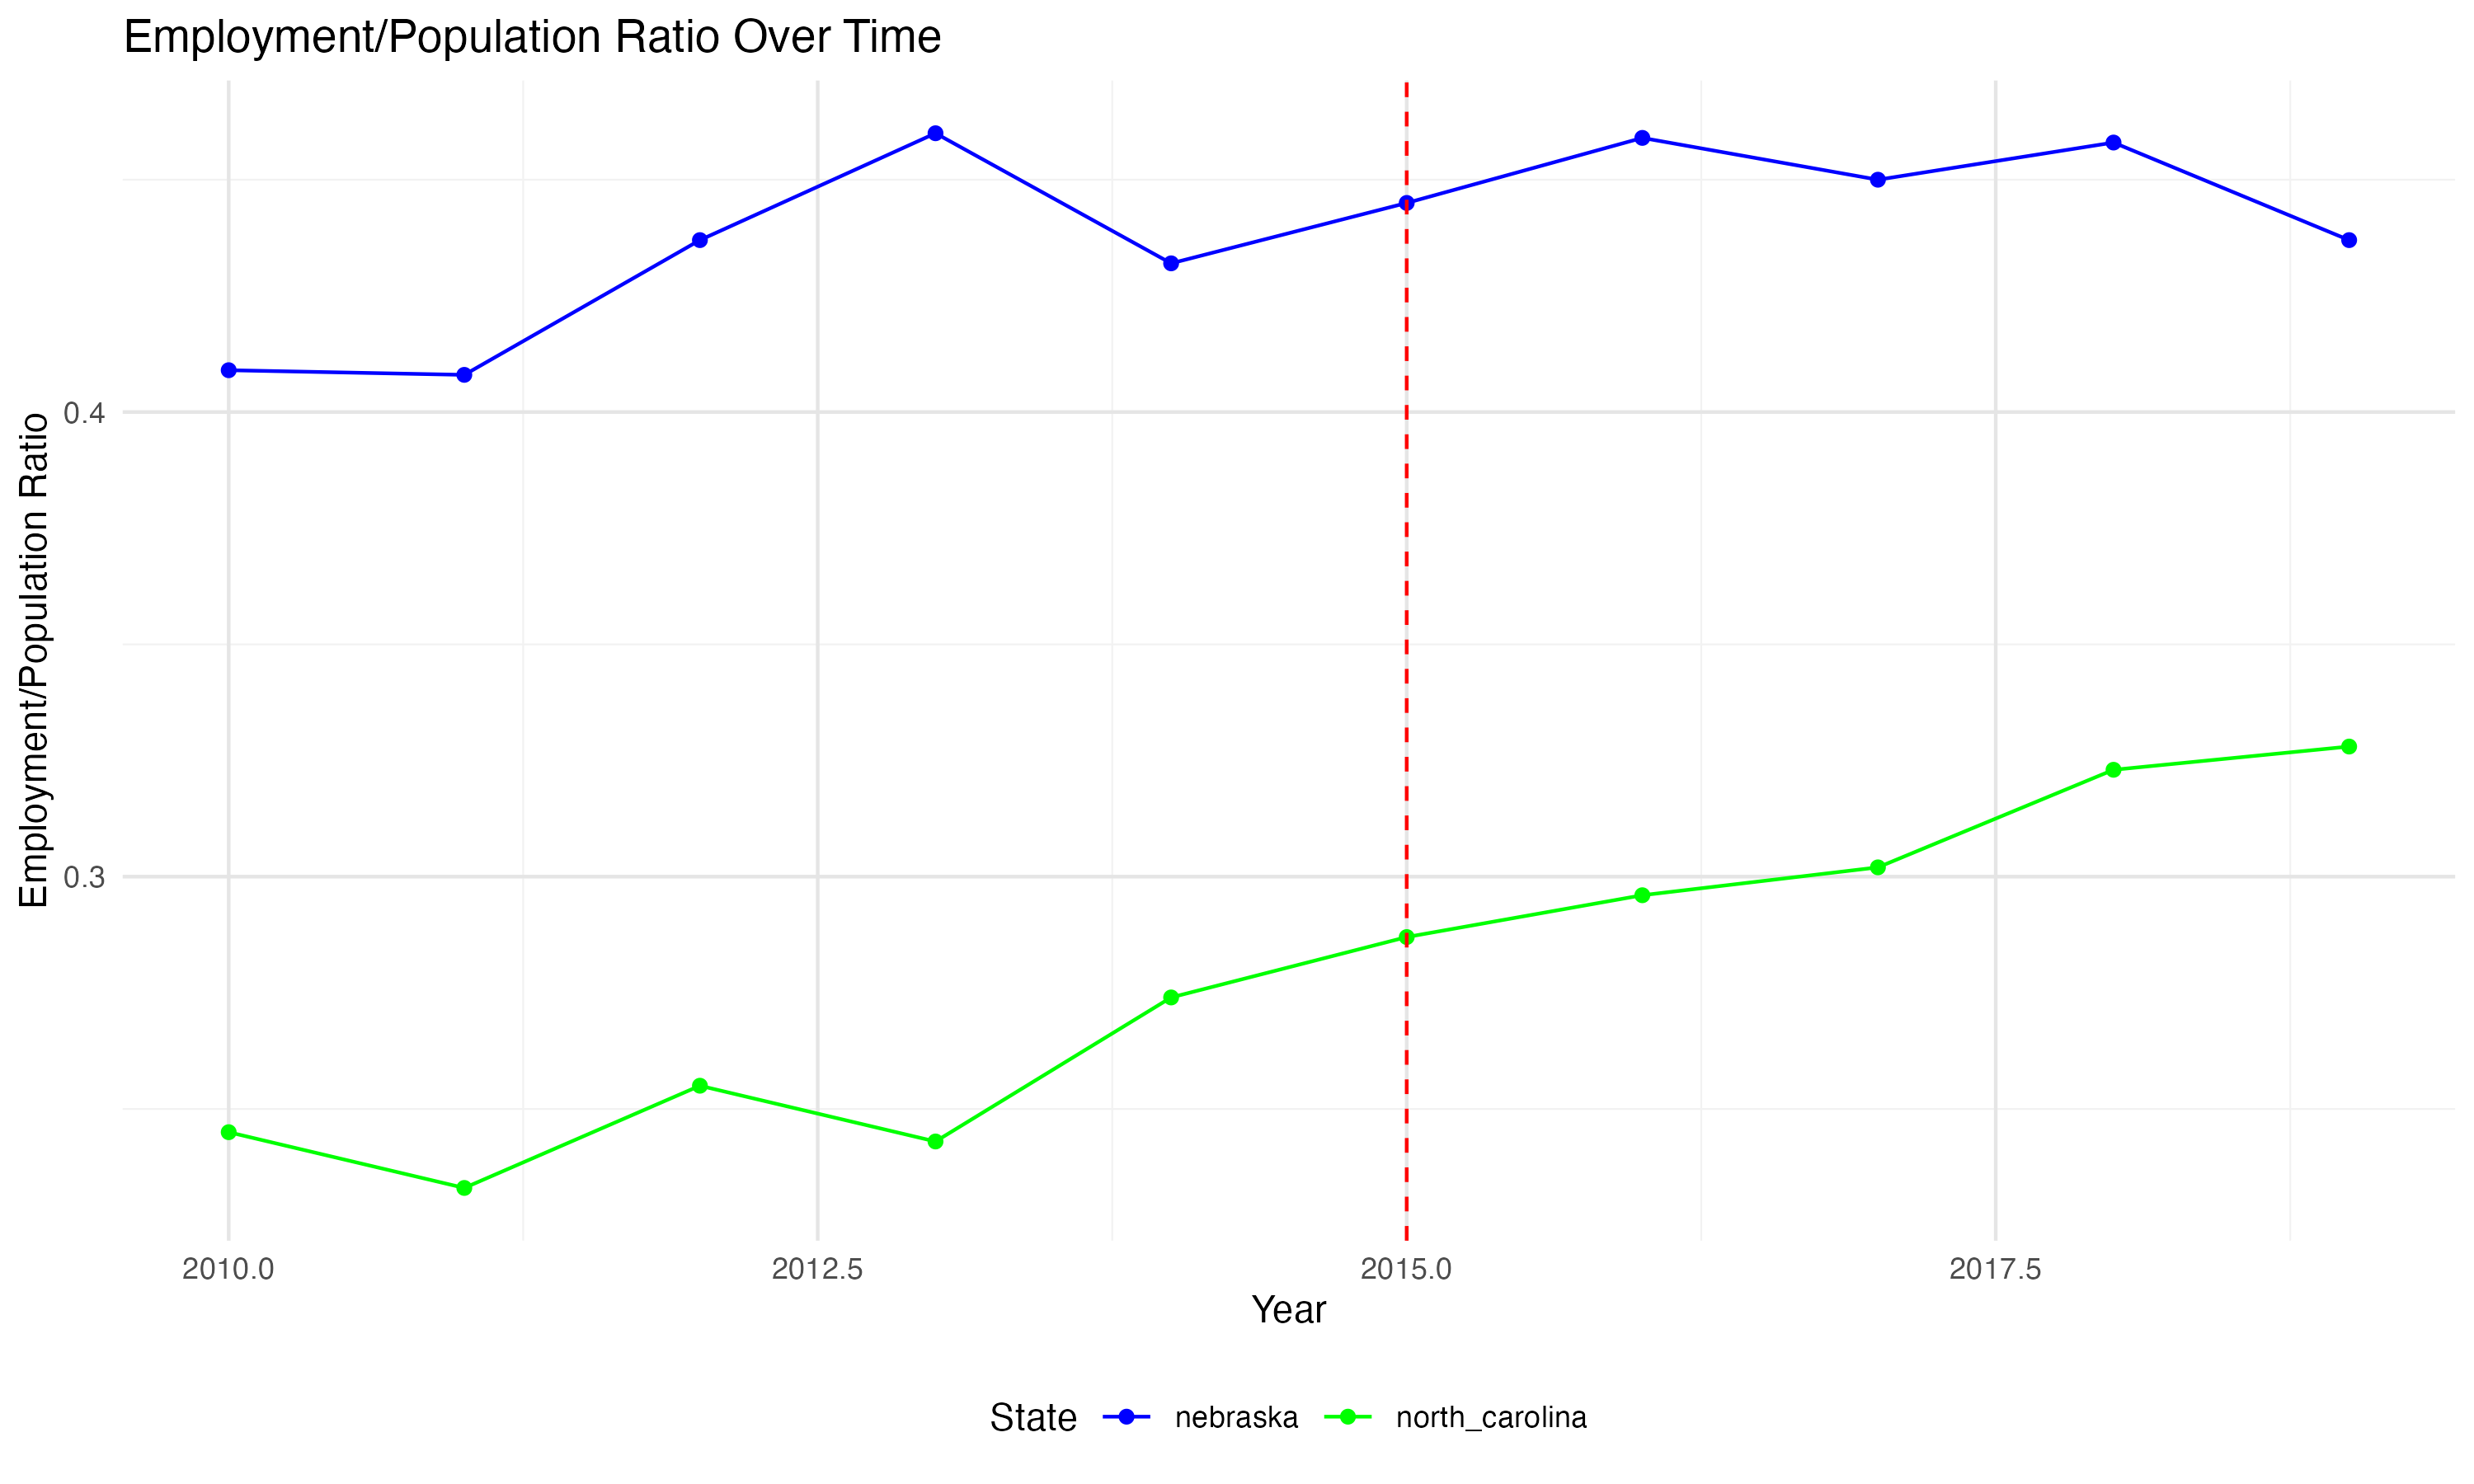 Employment/Population Ratio Over Time
Employment/Population Ratio
0.4
0.3
2010.0 2012.5 2015.0 2017.5
Year
State nebraska north_carolina